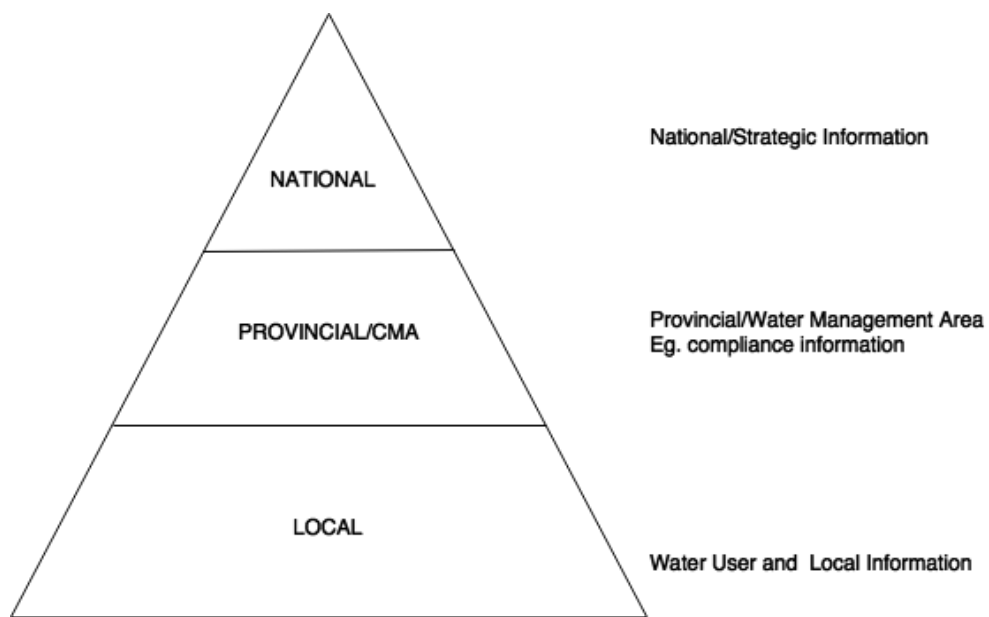 National/Strategic Information
NATIONAL
Provincial/Water Management Area
PROVINCIAL/CMA
Eg. compliance information
LOCAL
Water User and  Local Information